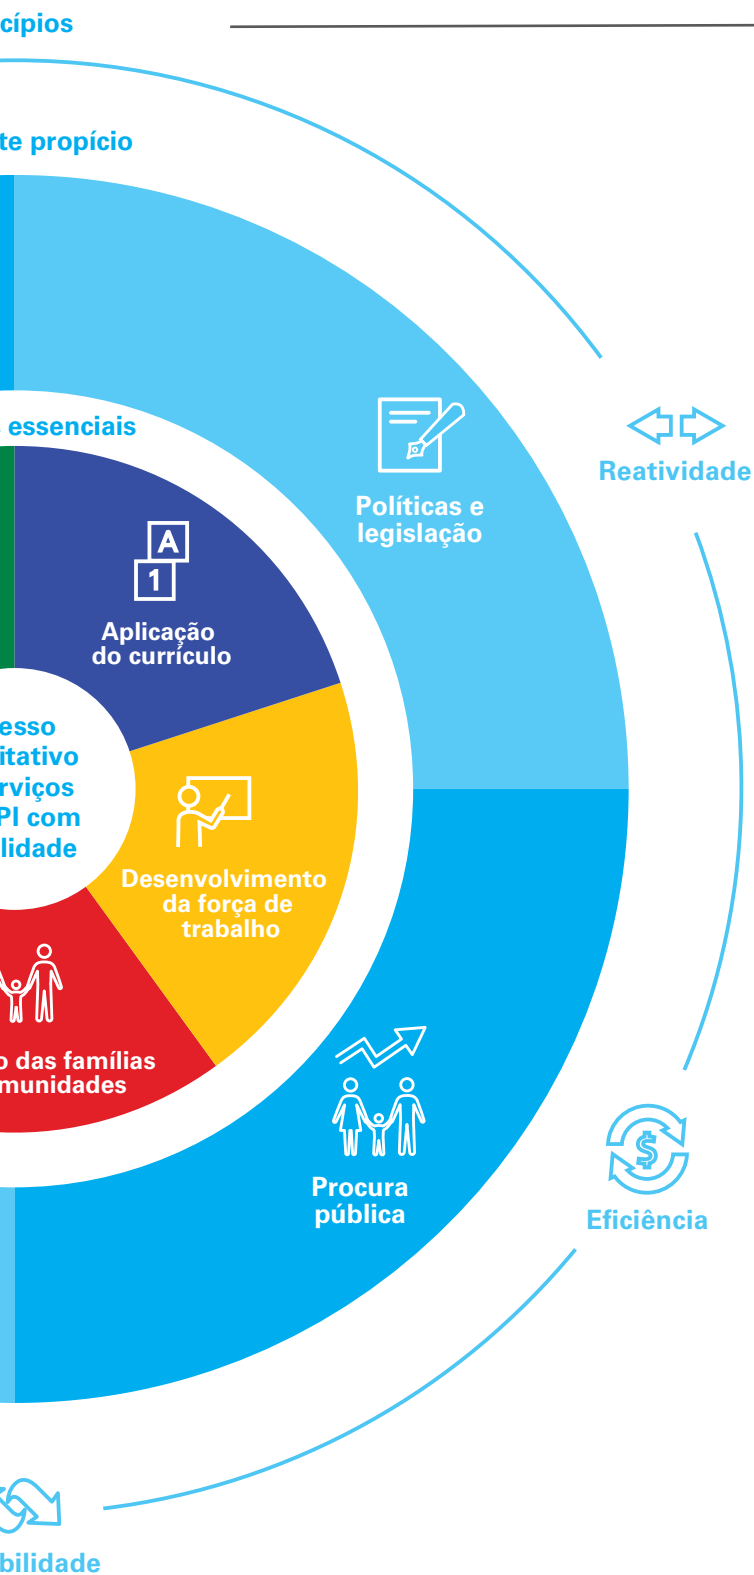 cípios
te propício
essenciais
Políticas e
legislação
Reatividade
A
1
Aplicação
do currículo
esso
itativo
rviços
PI com
lidade
Desenvolvimento
da força de
trabalho
o das famílias
munidades
Procura
pública
$
Eficiência
bilidade